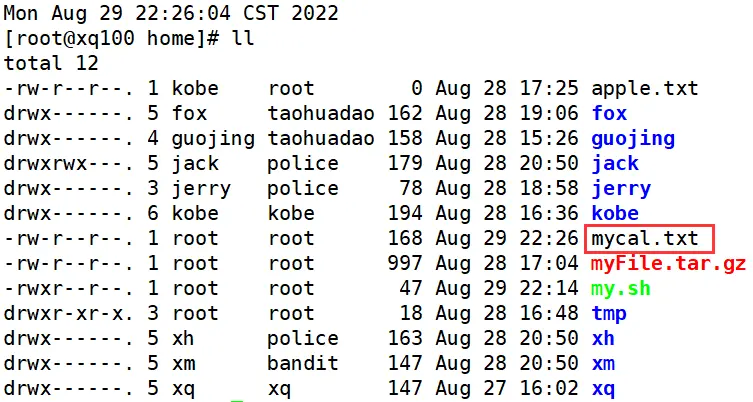 Mon Aug 29 22:26:04 CST 2022
[root@xq100 home]# ll
total 12
-rw-r--r--. 1 kobe    root        0 Aug 28 17:25 apple.txt
drwx------. 5 fox     taohuadao 162 Aug 28 19:06 fox
drwx------. 4 guojing taohuadao 158 Aug 28 15:26 guojing
drwxrwx---. 5 jack    police    179 Aug 28 20:50 jack
drwx------. 3 jerry   police     78 Aug 28 18:58 jerry
drwx------. 6 kobe    kobe      194 Aug 28 16:36 kobe
-rw-r--r--. 1 root    root      168 Aug 29 22:26 mycal.txt
-rw-r--r--. 1 root    root      997 Aug 28 17:04 myFile.tar.gz
-rwxr--r--. 1 root    root       47 Aug 29 22:14 my.sh
drwxr-xr-x. 3 root    root       18 Aug 28 16:48 tmp
drwx------. 5 xh      police    163 Aug 28 20:50 xh
drwx------. 5 xm      bandit    147 Aug 28 20:50 xm
drwx------. 5 xq      xq        147 Aug 27 16:02 xq